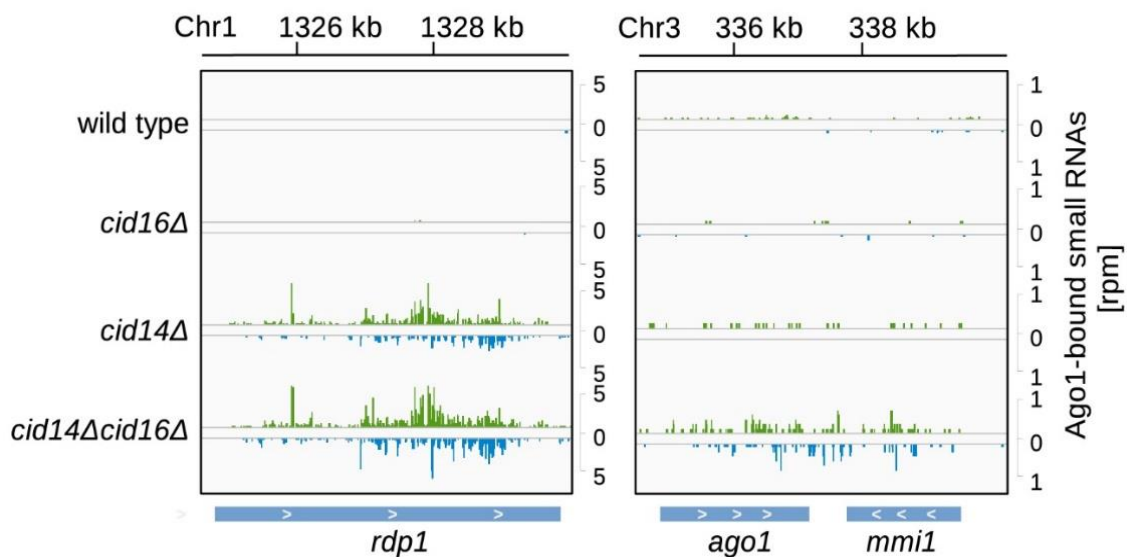 Chr1 1326 kb 1328 kb Chr3 336 kb 338 kb
5 1
wild type 0 0
5 1
5 1
cid16Δ 0 0
5 1
5 1
cid14Δ 0 0
5 1
5 1
cid14Δcid16Δ 0 0
5 1
Ago1-bound small RNAs
[rpm]
> > > > > > > < < <
rdp1 ago1 mmi1